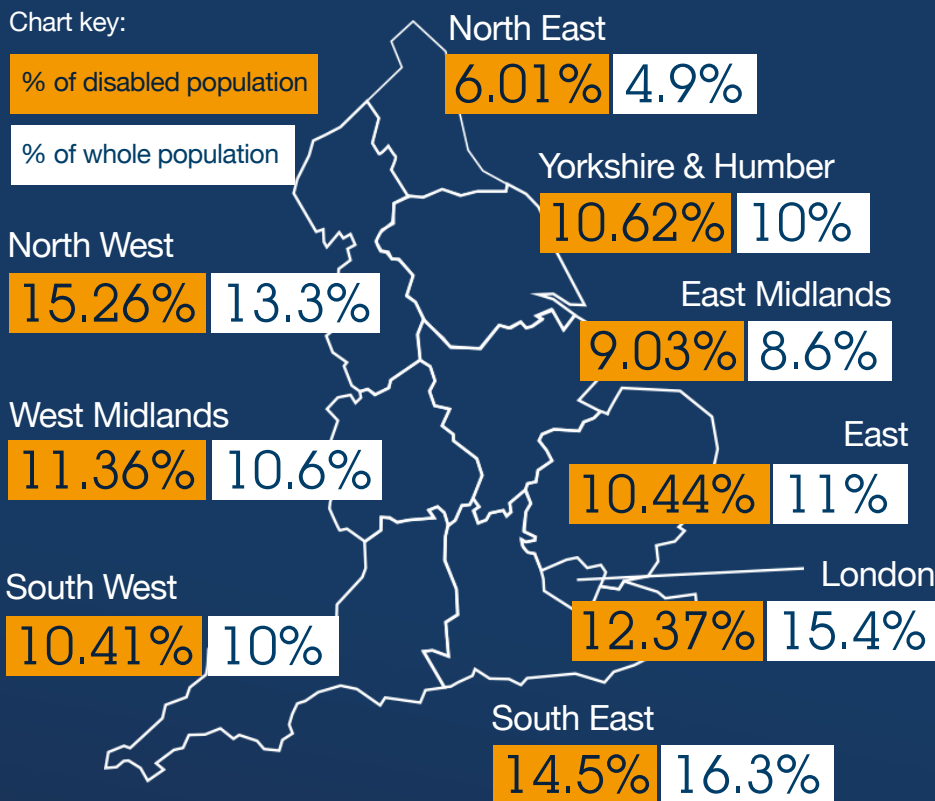 Chart key:
% of disabled population
% of whole population
North East
6.01% 4.9%
Yorkshire & Humber
10.62% 10%
North West
15.26% 13.3%
East Midlands
9.03% 8.6%
West Midlands
11.36% 10.6%
East
10.44% 11%
South West
10.41% 10%
London
12.37% 15.4%
South East
14.5% 16.3%